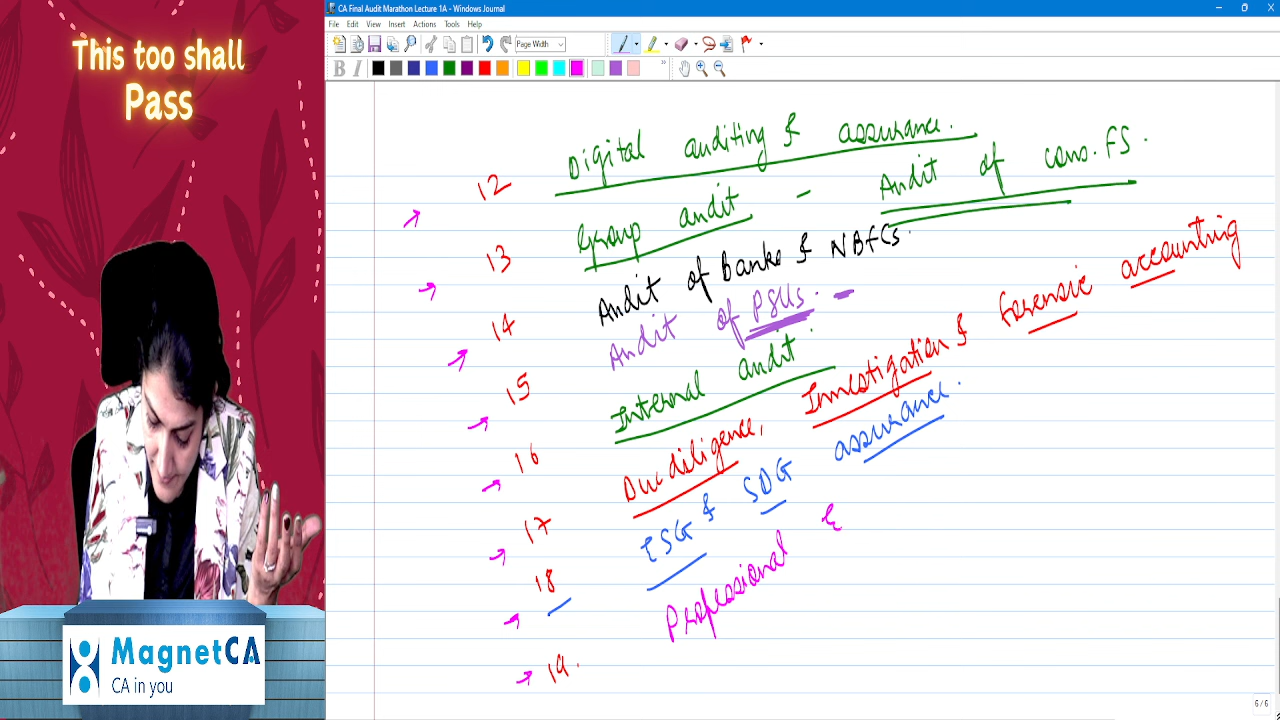 This too shall
Pass
CA Final Audit Marathon Lecture 1A - Windows Journal
File Edit View Insert Actions Tools Help
Page Width
B I
12 Digital auditing & assurance.
13 Group audit - Audit of cons. FS.
14 Audit of Banks & NBFCs.
15 Audit of PSUs. -
16 Internal audit.
17 Due diligence, Investigation & Forensic accounting
18 ESG & SDG assurance.
19. Professional E
MagnetCA
CA in you
6 / 6